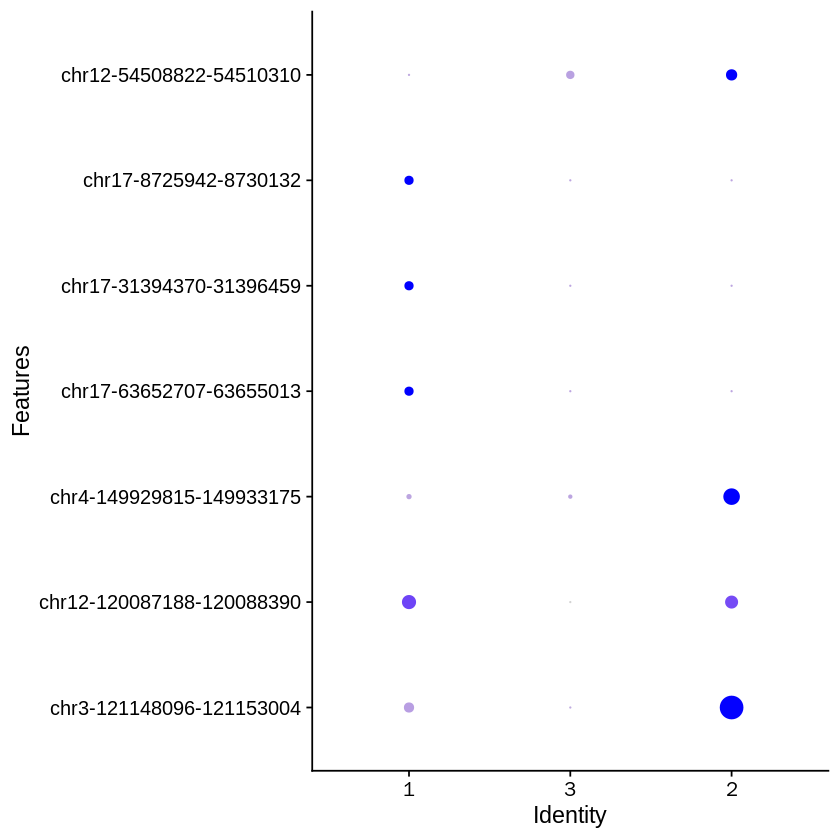 chr12-54508822-54510310
chr17-8725942-8730132
chr17-31394370-31396459
chr17-63652707-63655013
chr4-149929815-149933175
chr12-120087188-120088390
chr3-121148096-121153004
Features
1 3 2
Identity